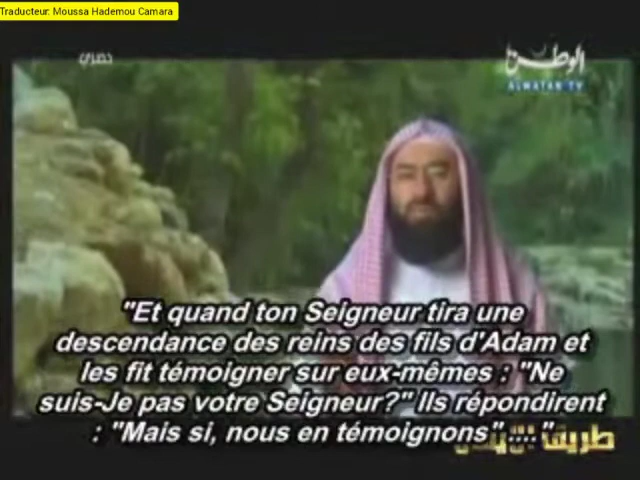 Traducteur: Moussa Hademou Camara
حصري
الوطن
ALWATAN TV
"Et quand ton Seigneur tira une
descendance des reins des fils d'Adam et
les fit témoigner sur eux-mêmes : "Ne
suis-Je pas votre Seigneur?" Ils répondirent
: "Mais si, nous en témoignons" ...."